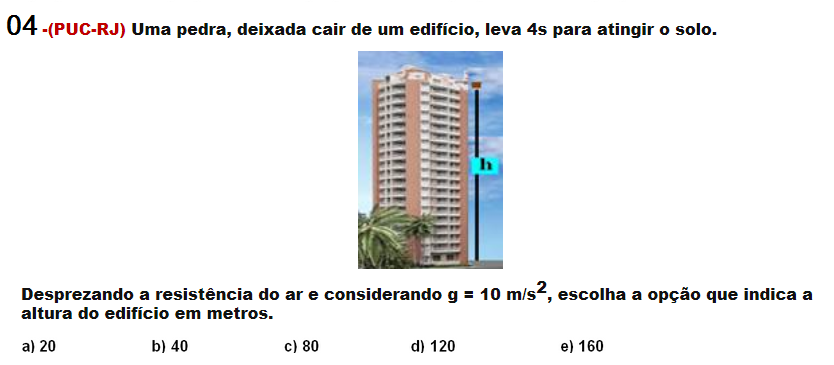 04 -(PUC-RJ) Uma pedra, deixada cair de um edifício, leva 4s para atingir o solo.
h
Desprezando a resistência do ar e considerando g = 10 m/s², escolha a opção que indica a
altura do edifício em metros.
a) 20 b) 40 c) 80 d) 120 e) 160